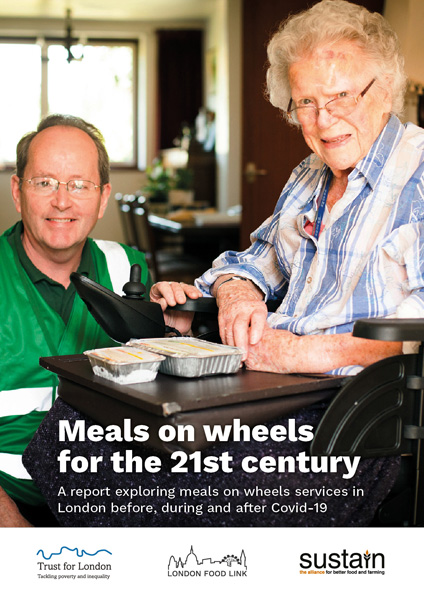 Meals on wheels
for the 21st century
A report exploring meals on wheels services in
London before, during and after Covid-19
Trust for London
Tackling poverty and inequality
LONDON FOOD LINK
sustain
the alliance for better food and farming